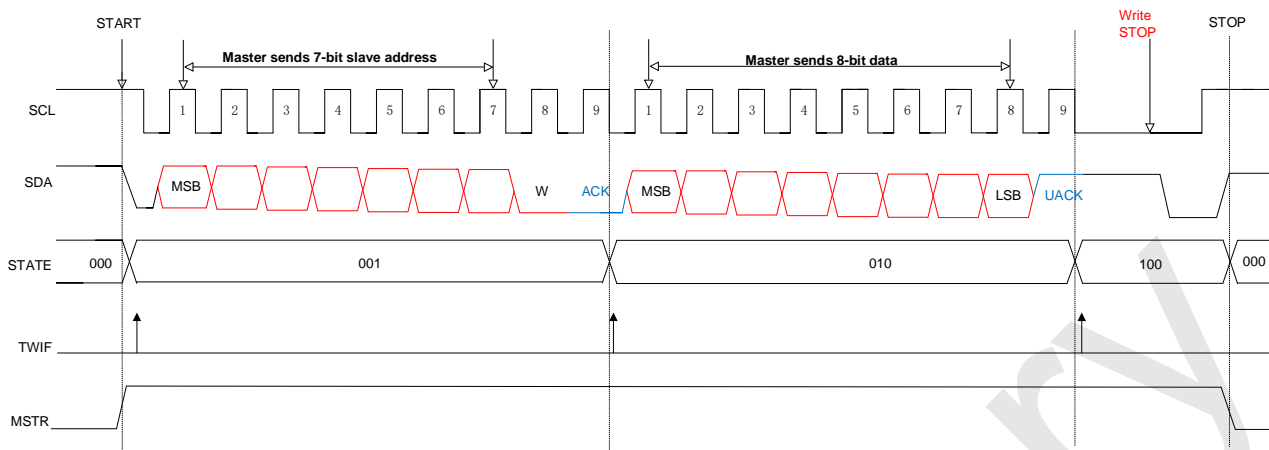 START
Write
STOP
STOP
Master sends 7-bit slave address
Master sends 8-bit data
SCL 1 2 3 4 5 6 7 8 9 1 2 3 4 5 6 7 8 9
SDA MSB W ACK MSB LSB UACK
STATE 000 001 010 100 000
TWIF
MSTR
ry